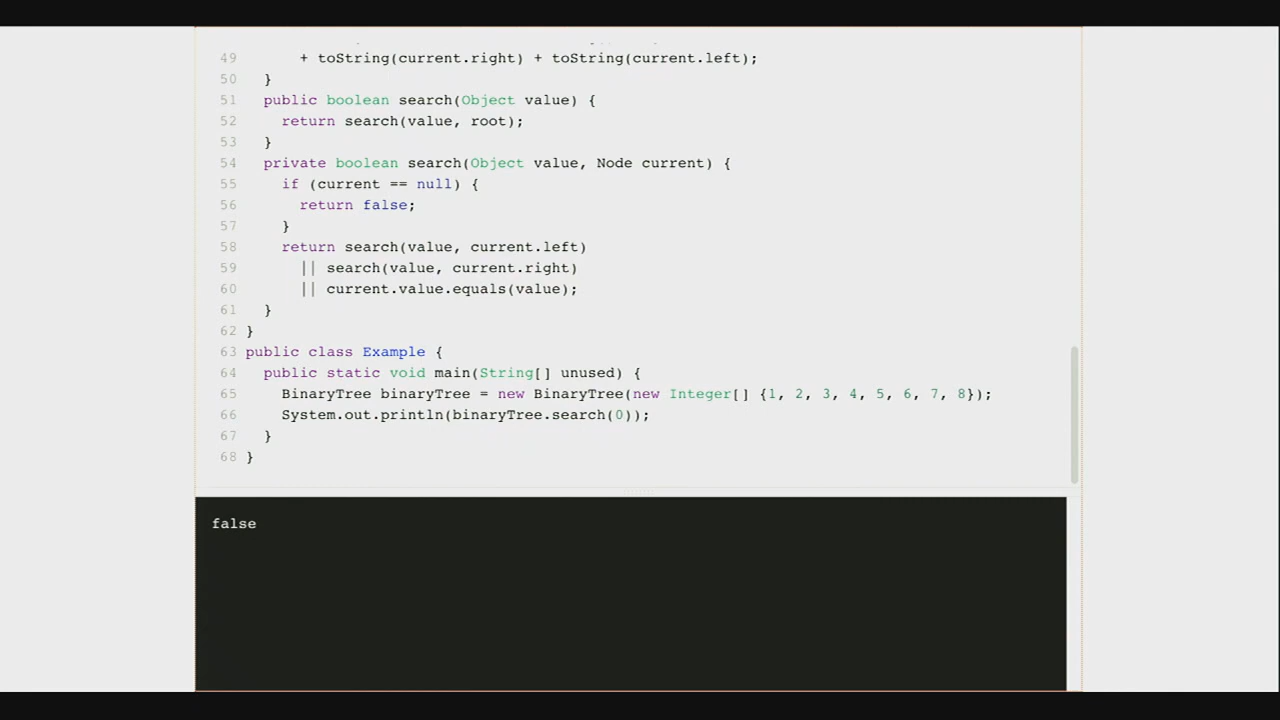 49 + toString(current.right) + toString(current.left);
50 }
51 public boolean search(Object value) {
52 return search(value, root);
53 }
54 private boolean search(Object value, Node current) {
55 if (current == null) {
56 return false;
57 }
58 return search(value, current.left)
59 || search(value, current.right)
60 || current.value.equals(value);
61 }
62 }
63 public class Example {
64 public static void main(String[] unused) {
65 BinaryTree binaryTree = new BinaryTree(new Integer[] {1, 2, 3, 4, 5, 6, 7, 8});
66 System.out.println(binaryTree.search(0));
67 }
68 }
false